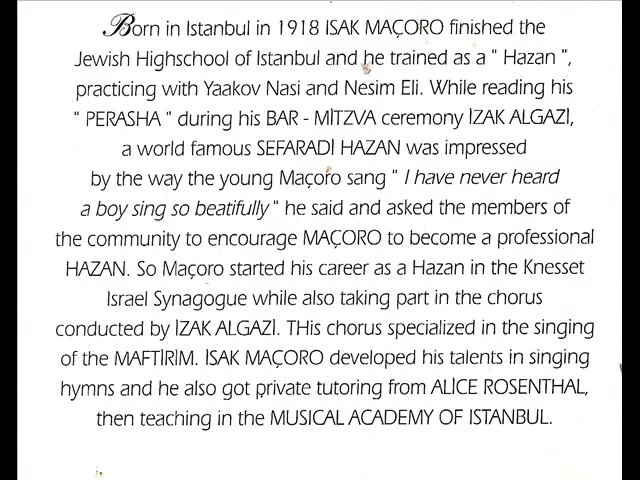 Born in Istanbul in 1918 ISAK MAÇORO finished the
Jewish Highschool of Istanbul and he trained as a " Hazan ",
practicing with Yaakov Nasi and Nesim Eli. While reading his
" PERASHA " during his BAR - MİTZVA ceremony İZAK ALGAZİ,
a world famous SEFARADİ HAZAN was impressed
by the way the young Maçoro sang " I have never heard
a boy sing so beatifully " he said and asked the members of
the community to encourage MAÇORO to become a professional
HAZAN. So Maçoro started his career as a Hazan in the Knesset
Israel Synagogue while also taking part in the chorus
conducted by İZAK ALGAZİ. THis chorus specialized in the singing
of the MAFTİRİM. İSAK MAÇORO developed his talents in singing
hymns and he also got private tutoring from ALİCE ROSENTHAL,
then teaching in the MUSICAL ACADEMY OF ISTANBUL.